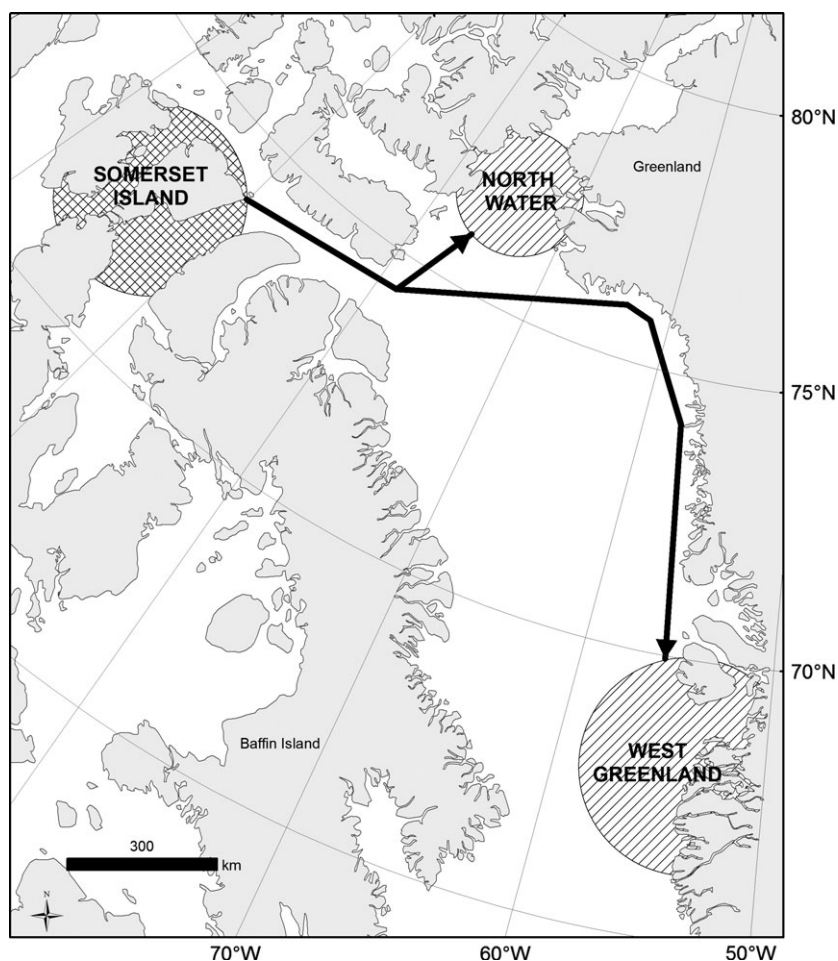 80°N
SOMERSET
ISLAND
NORTH
WATER
Greenland
75°N
70°N
WEST
GREENLAND
Baffin Island
300
km
N
70°W
60°W
50°W